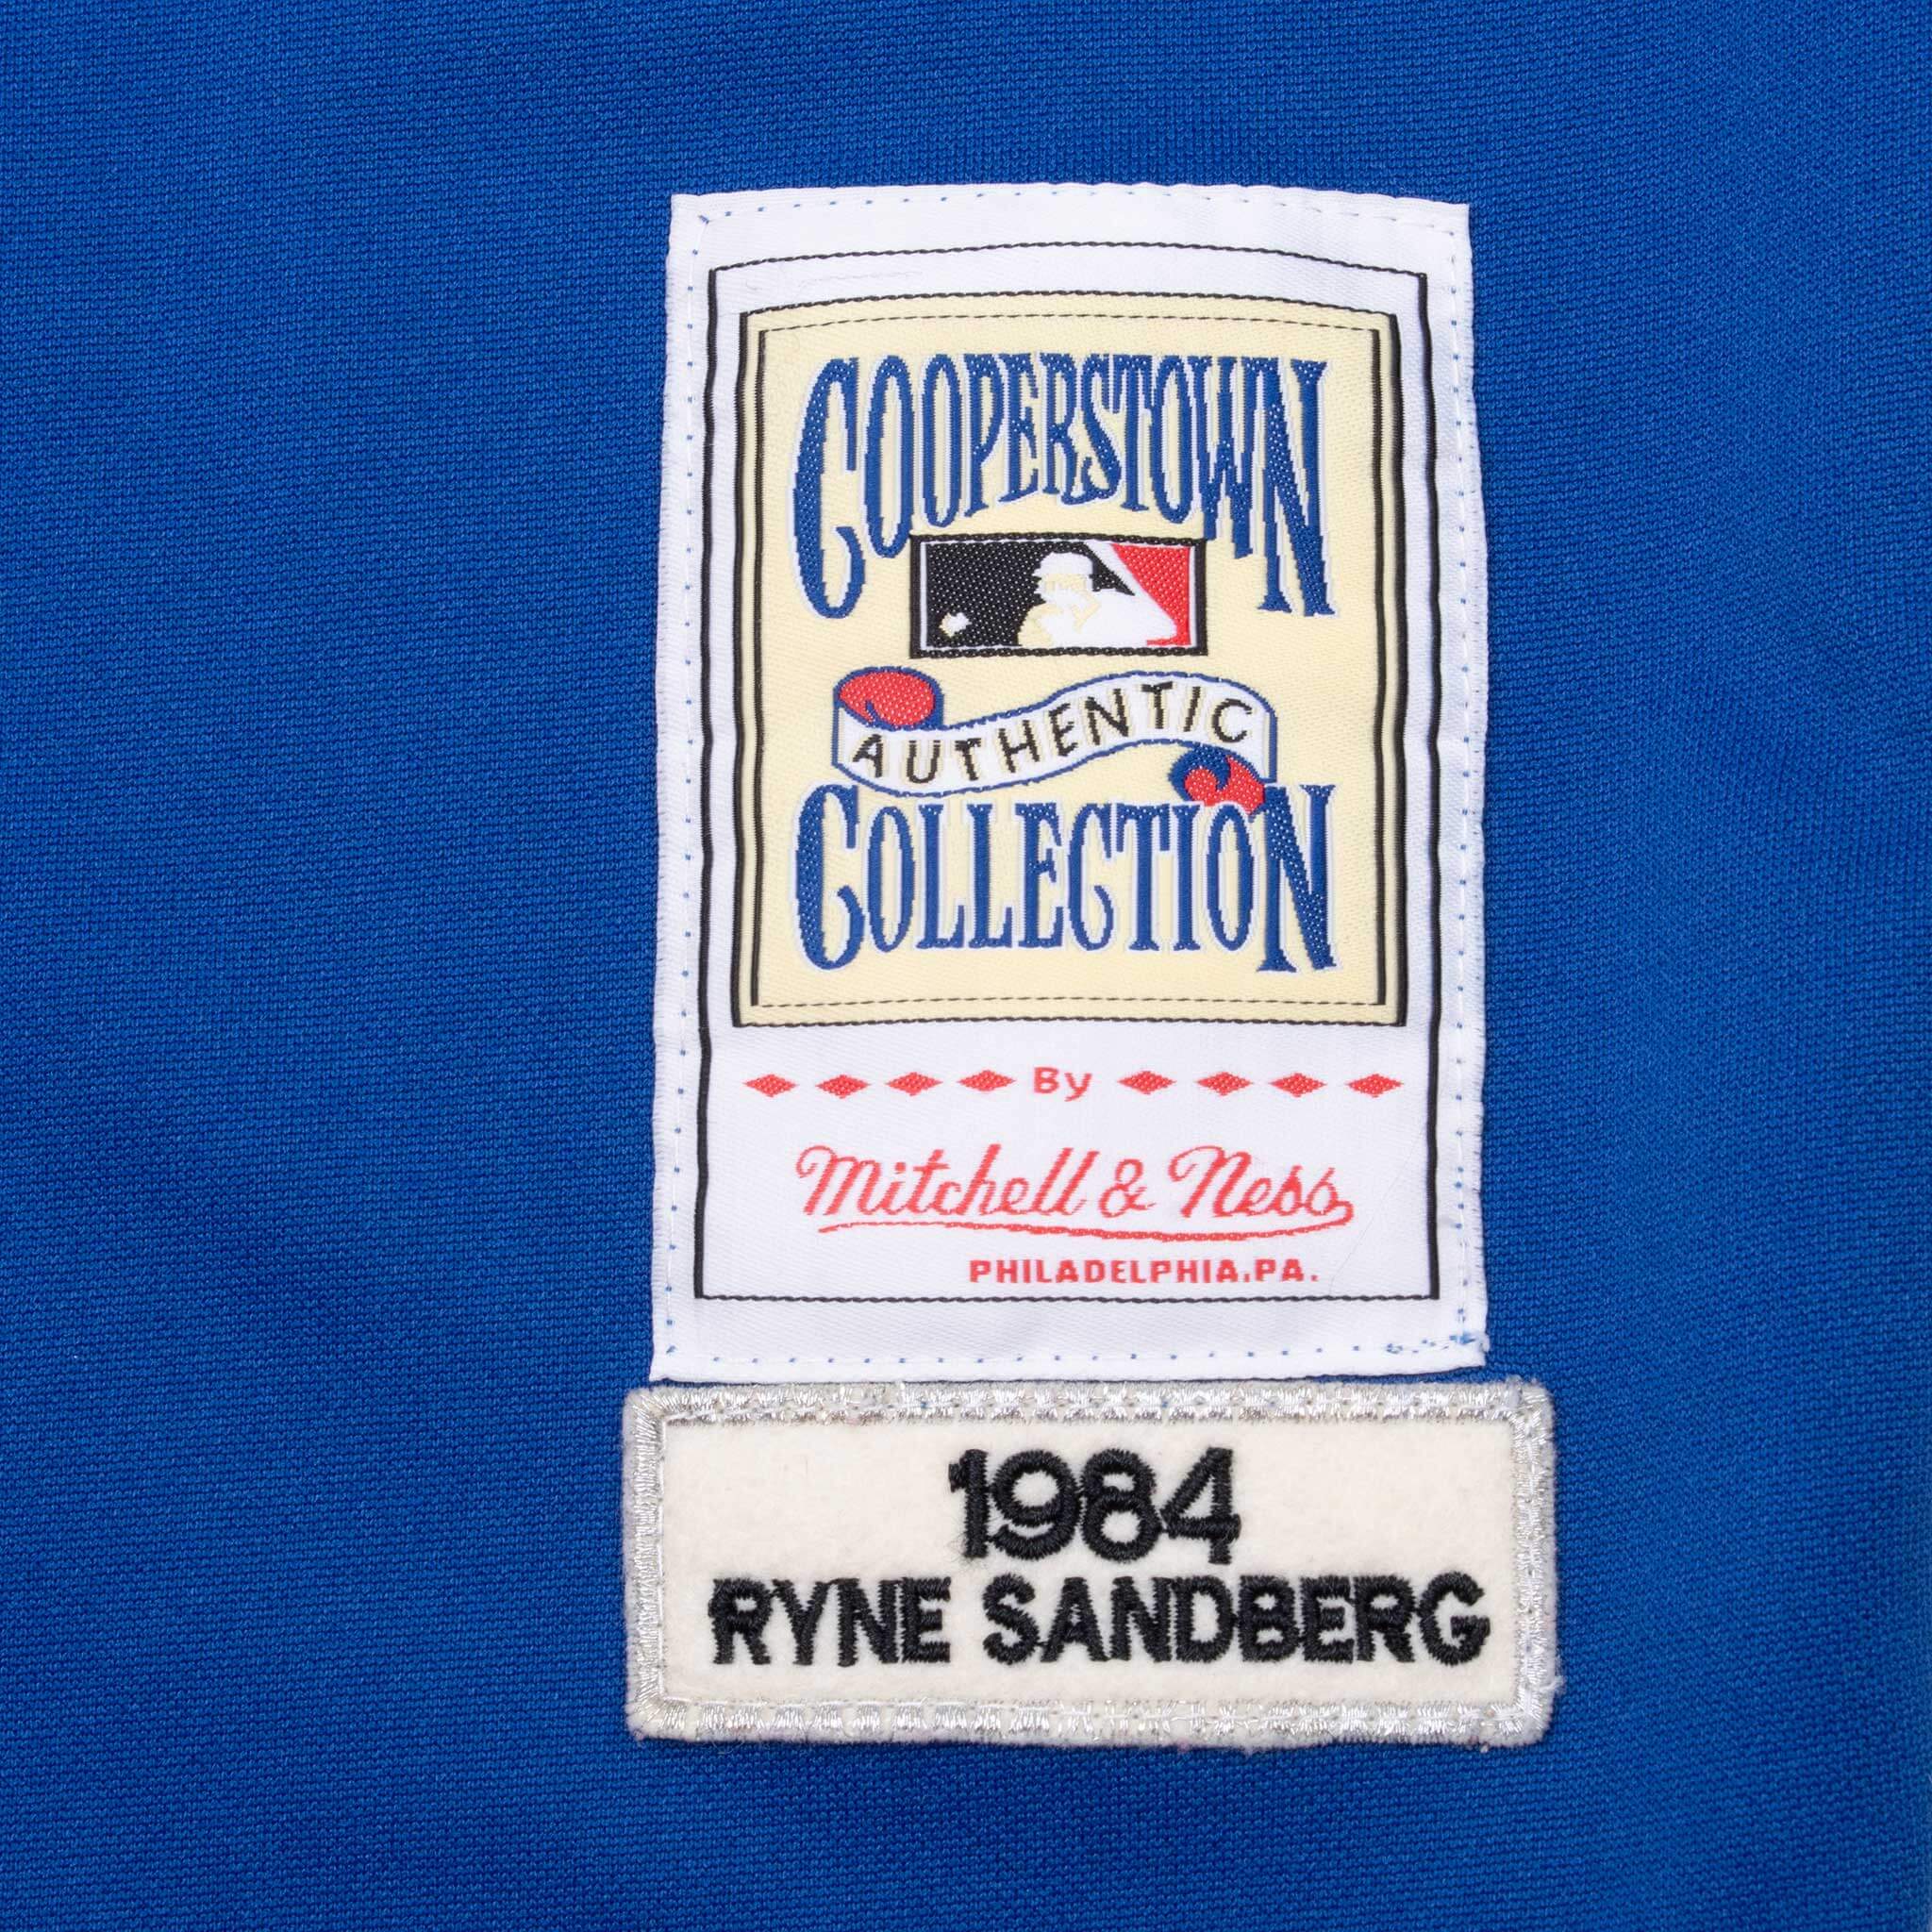 COOPERSTOWN
AUTHENTIC
COLLECTION
By
Mitchell & Ness
PHILADELPHIA, PA.
1984
RYNE SANDBERG